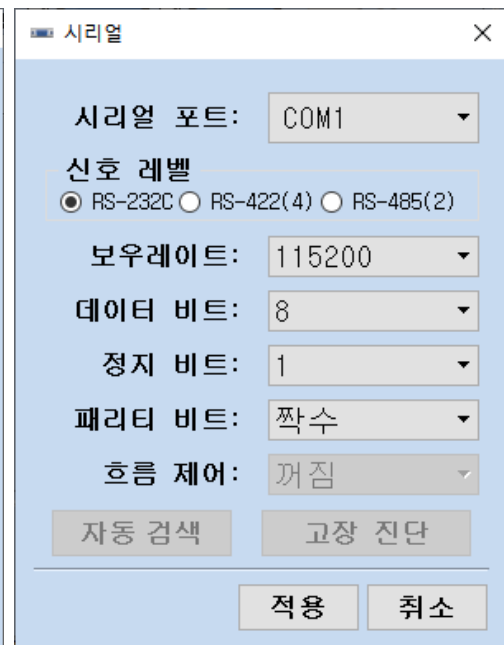 시리얼
시리얼 포트: COM1
신호 레벨
RS-232C RS-422(4) RS-485(2)
보우레이트: 115200
데이터 비트: 8
정지 비트: 1
패리티 비트: 짝수
흐름 제어: 꺼짐
자동 검색 고장 진단
적용 취소